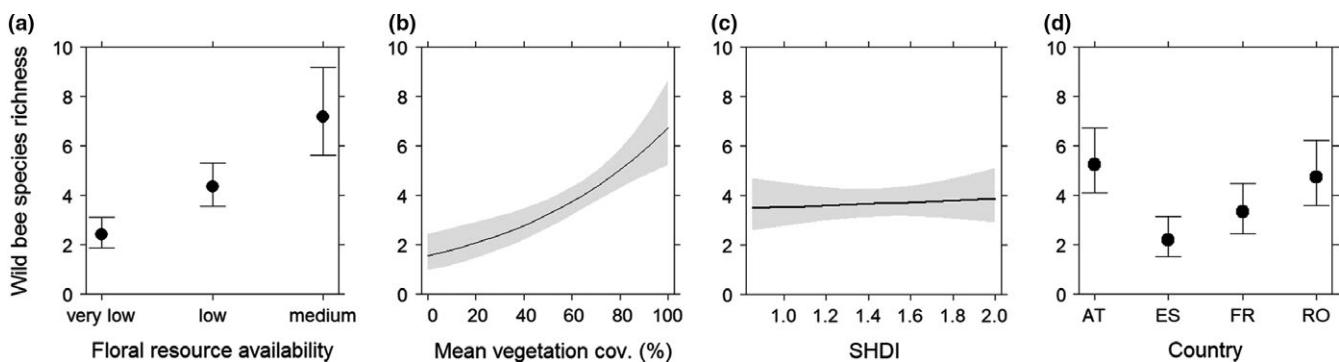 (a)
(b)
(c)
(d)
Wild bee species richness
10
8
6
4
2
0
very low low medium
Floral resource availability
10
8
6
4
2
0
0 20 40 60 80 100
Mean vegetation cov. (%)
10
8
6
4
2
0
1.0 1.2 1.4 1.6 1.8 2.0
SHDI
10
8
6
4
2
0
AT ES FR RO
Country